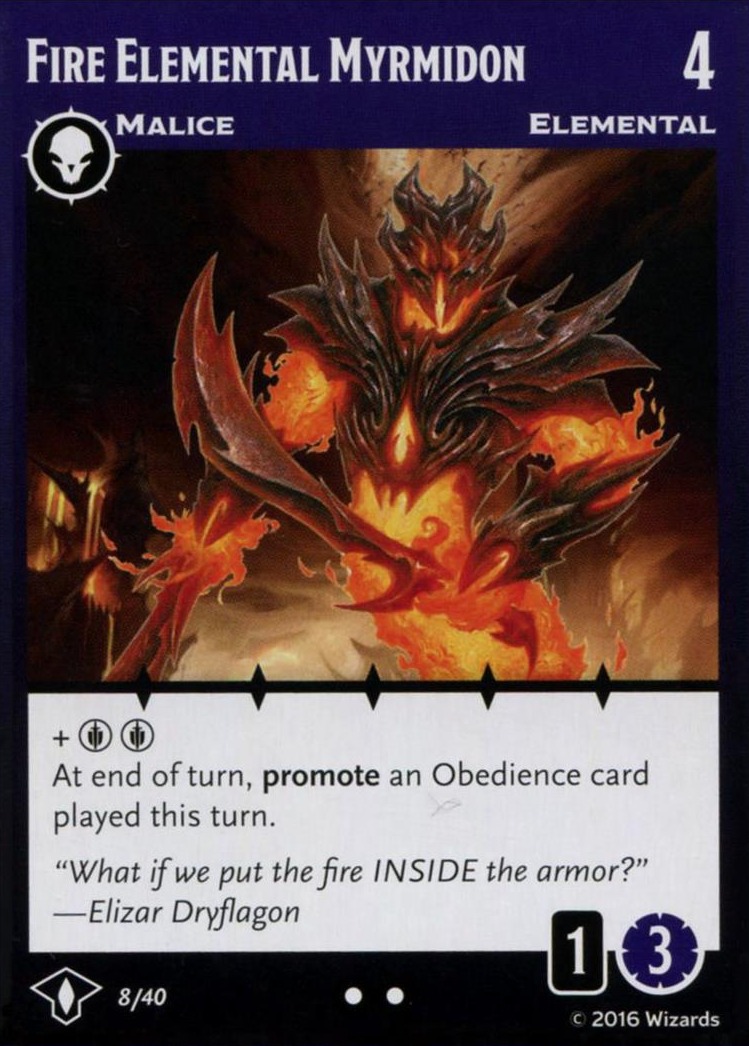 FIRE ELEMENTAL MYRMIDON 4
MALICE ELEMENTAL
+
At end of turn, promote an Obedience card
played this turn.
“What if we put the fire INSIDE the armor?”
—Elizar Dryflagon
1 3
8/40
© 2016 Wizards